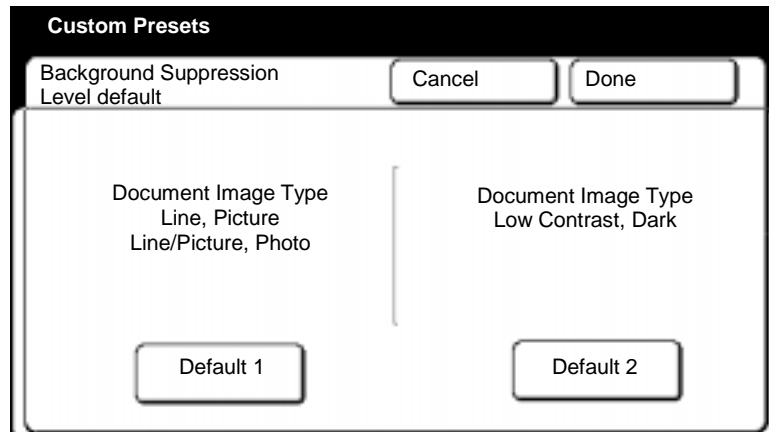 Custom Presets
Background Suppression
Level default
Cancel
Done
Document Image Type
Line, Picture
Line/Picture, Photo
Document Image Type
Low Contrast, Dark
Default 1
Default 2